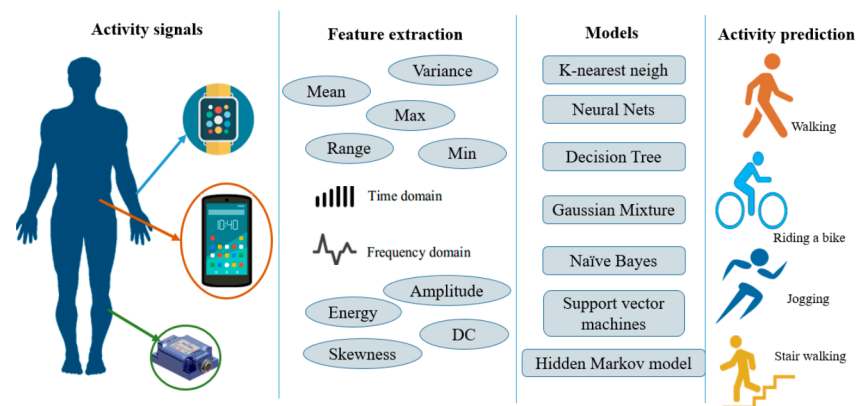 Activity signals
10:40
Feature extraction
Variance
Mean
Max
Range
Min
Time domain
Frequency domain
Amplitude
Energy
DC
Skewness
Models
K-nearest neigh
Neural Nets
Decision Tree
Gaussian Mixture
Naïve Bayes
Support vector
machines
Hidden Markov model
Activity prediction
Walking
Riding a bike
Jogging
Stair walking